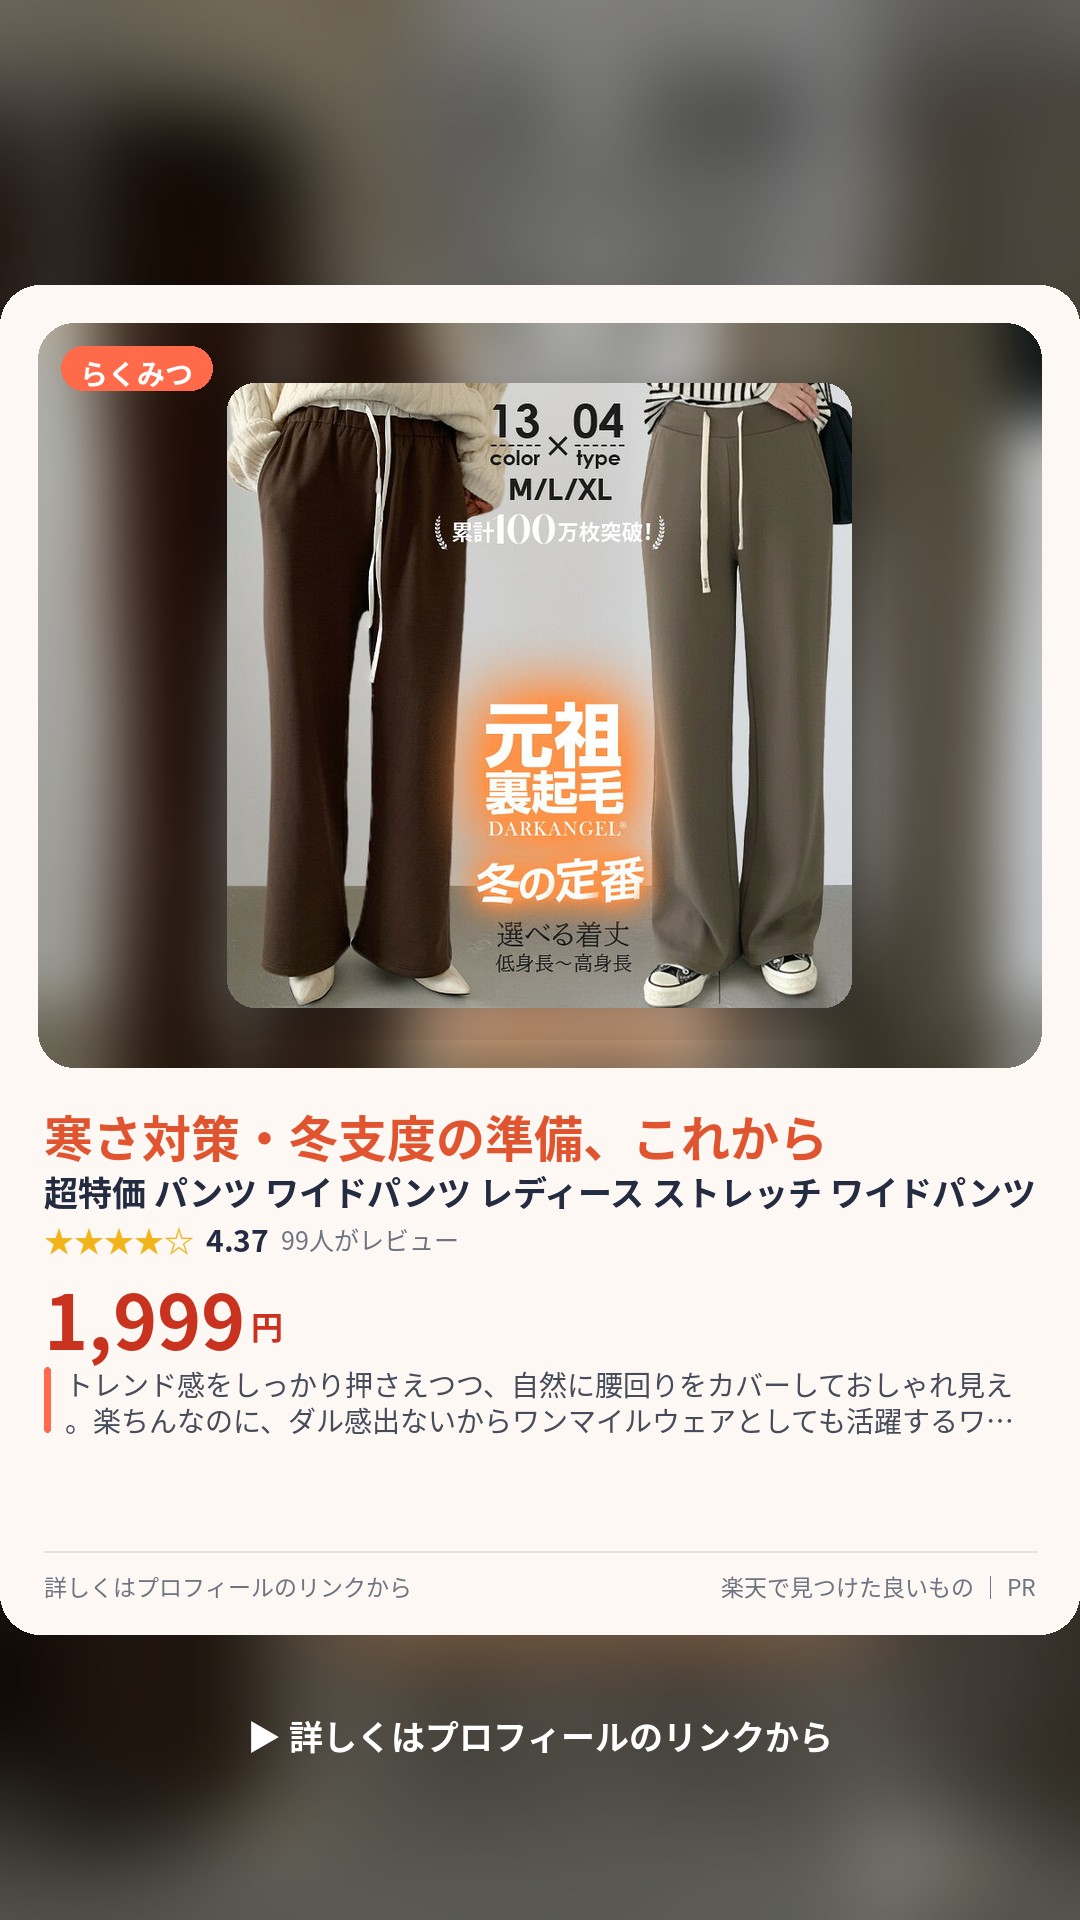 らくみつ
13 × 04
color type
M/L/XL
累計100万枚突破!
元祖
裏起毛
DARKANGEL®
冬の定番
選べる着丈
低身長〜高身長
寒さ対策・冬支度の準備、これから
超特価 パンツ ワイドパンツ レディース ストレッチ ワイドパンツ
★★★★☆ 4.37 99人がレビュー
1,999円
トレンド感をしっかり押さえつつ、自然に腰回りをカバーしておしゃれ見え
。楽ちんなのに、ダル感出ないからワンマイルウェアとしても活躍するワ…
詳しくはプロフィールのリンクから
楽天で見つけた良いもの｜PR
▶ 詳しくはプロフィールのリンクから